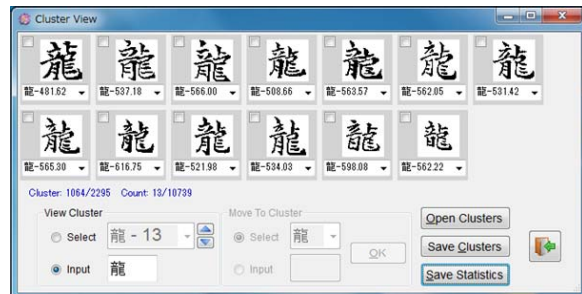 Cluster View
龍 龍 龍 龍 龍 龍 龍
龍-481.62 龍-537.18 龍-566.00 龍-508.66 龍-563.57 龍-562.05 龍-531.42
龍 龍 龍 龍 龍 龍
龍-565.30 龍-616.75 龍-521.98 龍-534.03 龍-598.08 龍-562.22
Cluster: 1064/2295 Count: 13/10739
View Cluster Move To Cluster Open Clusters
Select 龍 - 13 Select 龍 OK Save Clusters
Input 龍 Input Save Statistics